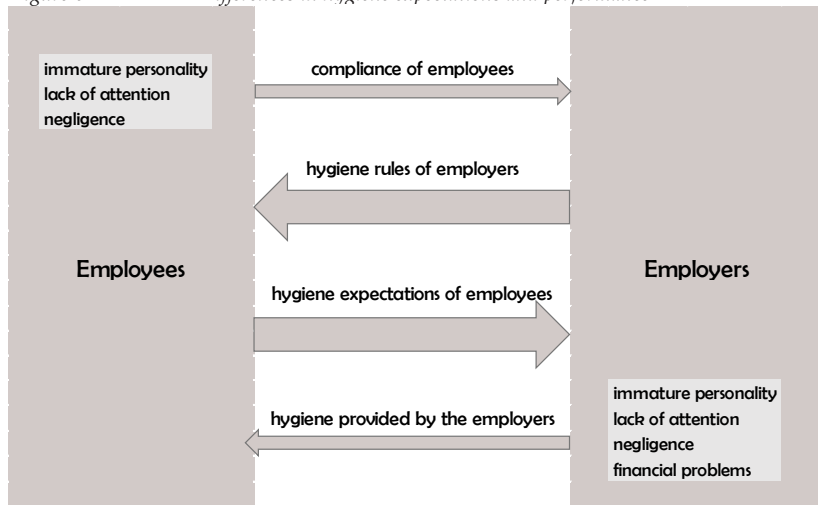 immature personality
lack of attention
negligence
compliance of employees
hygiene rules of employers
Employees
Employers
hygiene expectations of employees
hygiene provided by the employers
immature personality
lack of attention
negligence
financial problems